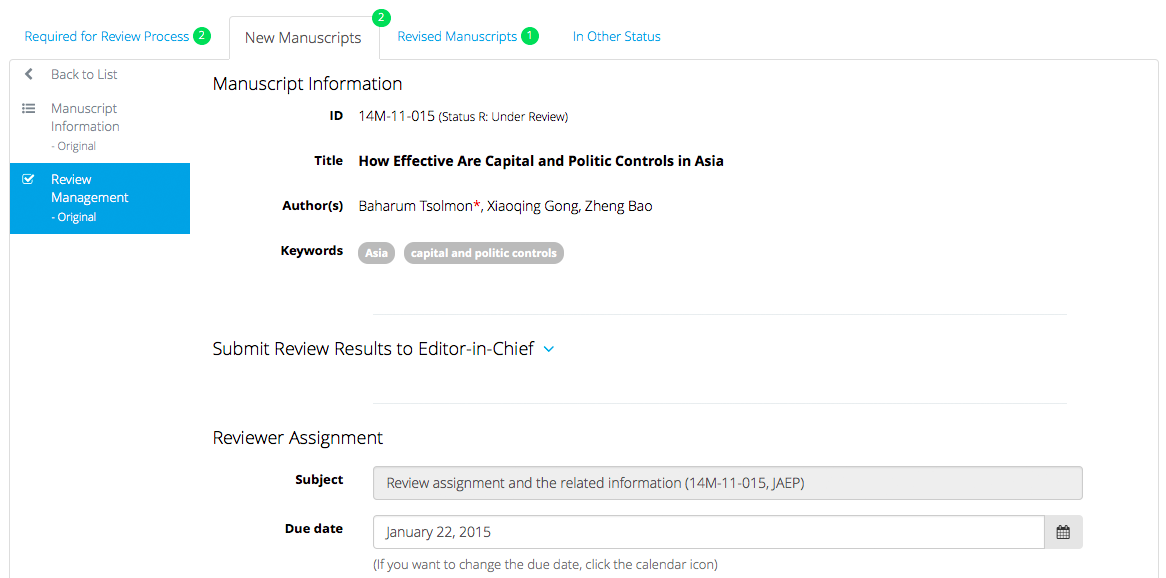 Required for Review Process 2
New Manuscripts 2
Revised Manuscripts 1
In Other Status
Back to List
Manuscript
Information
- Original
Review
Management
- Original
Manuscript Information
ID 14M-11-015 (Status R: Under Review)
Title How Effective Are Capital and Politic Controls in Asia
Author(s) Baharum Tsolmon*, Xiaoqing Gong, Zheng Bao
Keywords Asia capital and politic controls
Submit Review Results to Editor-in-Chief
Reviewer Assignment
Subject Review assignment and the related information (14M-11-015, JAEP)
Due date January 22, 2015
(If you want to change the due date, click the calendar icon)